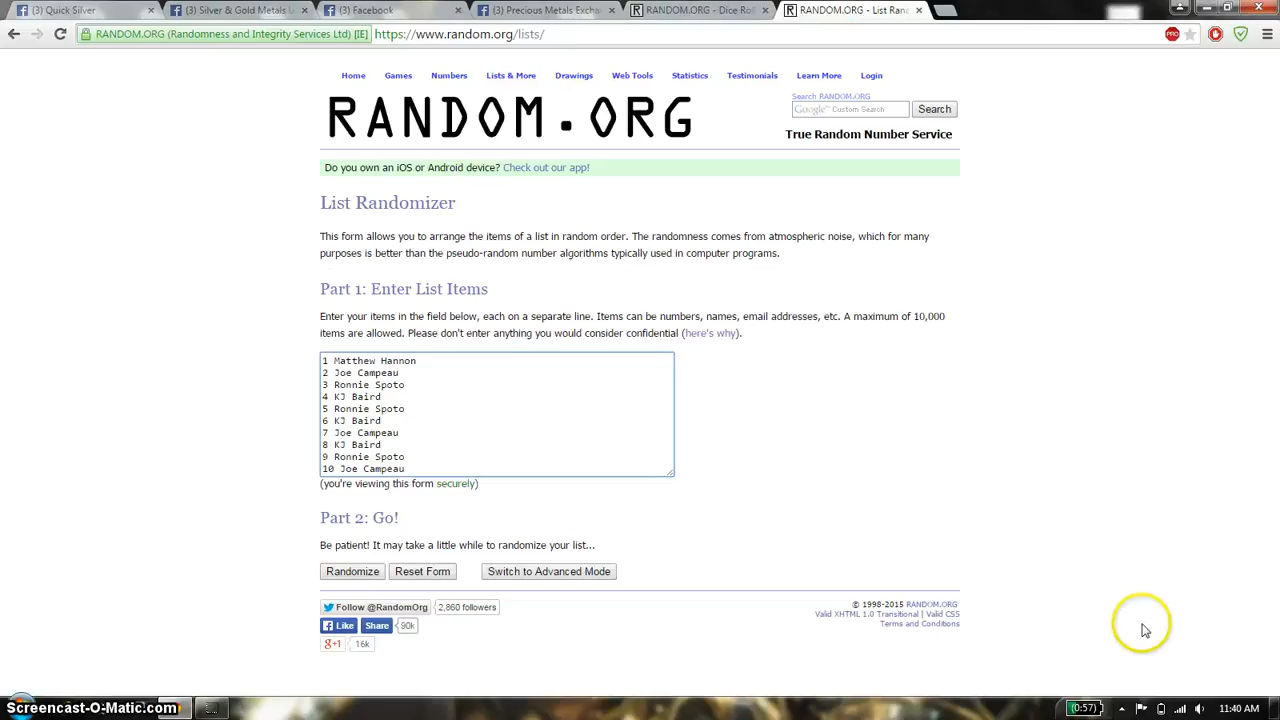 (3) Quick Silver
(3) Silver & Gold Metals U
(3) Facebook
(3) Precious Metals Excha
RANDOM.ORG - Dice Rol
RANDOM.ORG - List Ran
RANDOM.ORG (Randomness and Integrity Services Ltd) [IE]
https://www.random.org/lists/
PRO
Home Games Numbers Lists & More Drawings Web Tools Statistics Testimonials Learn More Login
RANDOM.ORG
Search RANDOM.ORG
Google™ Custom Search
Search
True Random Number Service
Do you own an iOS or Android device? Check out our app!
List Randomizer
This form allows you to arrange the items of a list in random order. The randomness comes from atmospheric noise, which for many
purposes is better than the pseudo-random number algorithms typically used in computer programs.
Part 1: Enter List Items
Enter your items in the field below, each on a separate line. Items can be numbers, names, email addresses, etc. A maximum of 10,000
items are allowed. Please don't enter anything you would consider confidential (here's why).
1 Matthew Hannon
2 Joe Campeau
3 Ronnie Spoto
4 KJ Baird
5 Ronnie Spoto
6 KJ Baird
7 Joe Campeau
8 KJ Baird
9 Ronnie Spoto
10 Joe Campeau
(you're viewing this form securely)
Part 2: Go!
Be patient! It may take a little while to randomize your list...
Randomize
Reset Form
Switch to Advanced Mode
Follow @RandomOrg
2,860 followers
Like
Share
90k
g+1
16k
© 1998-2015 RANDOM.ORG
Valid XHTML 1.0 Transitional | Valid CSS
Terms and Conditions
Screencast-O-Matic.com
(0:57)
11:40 AM